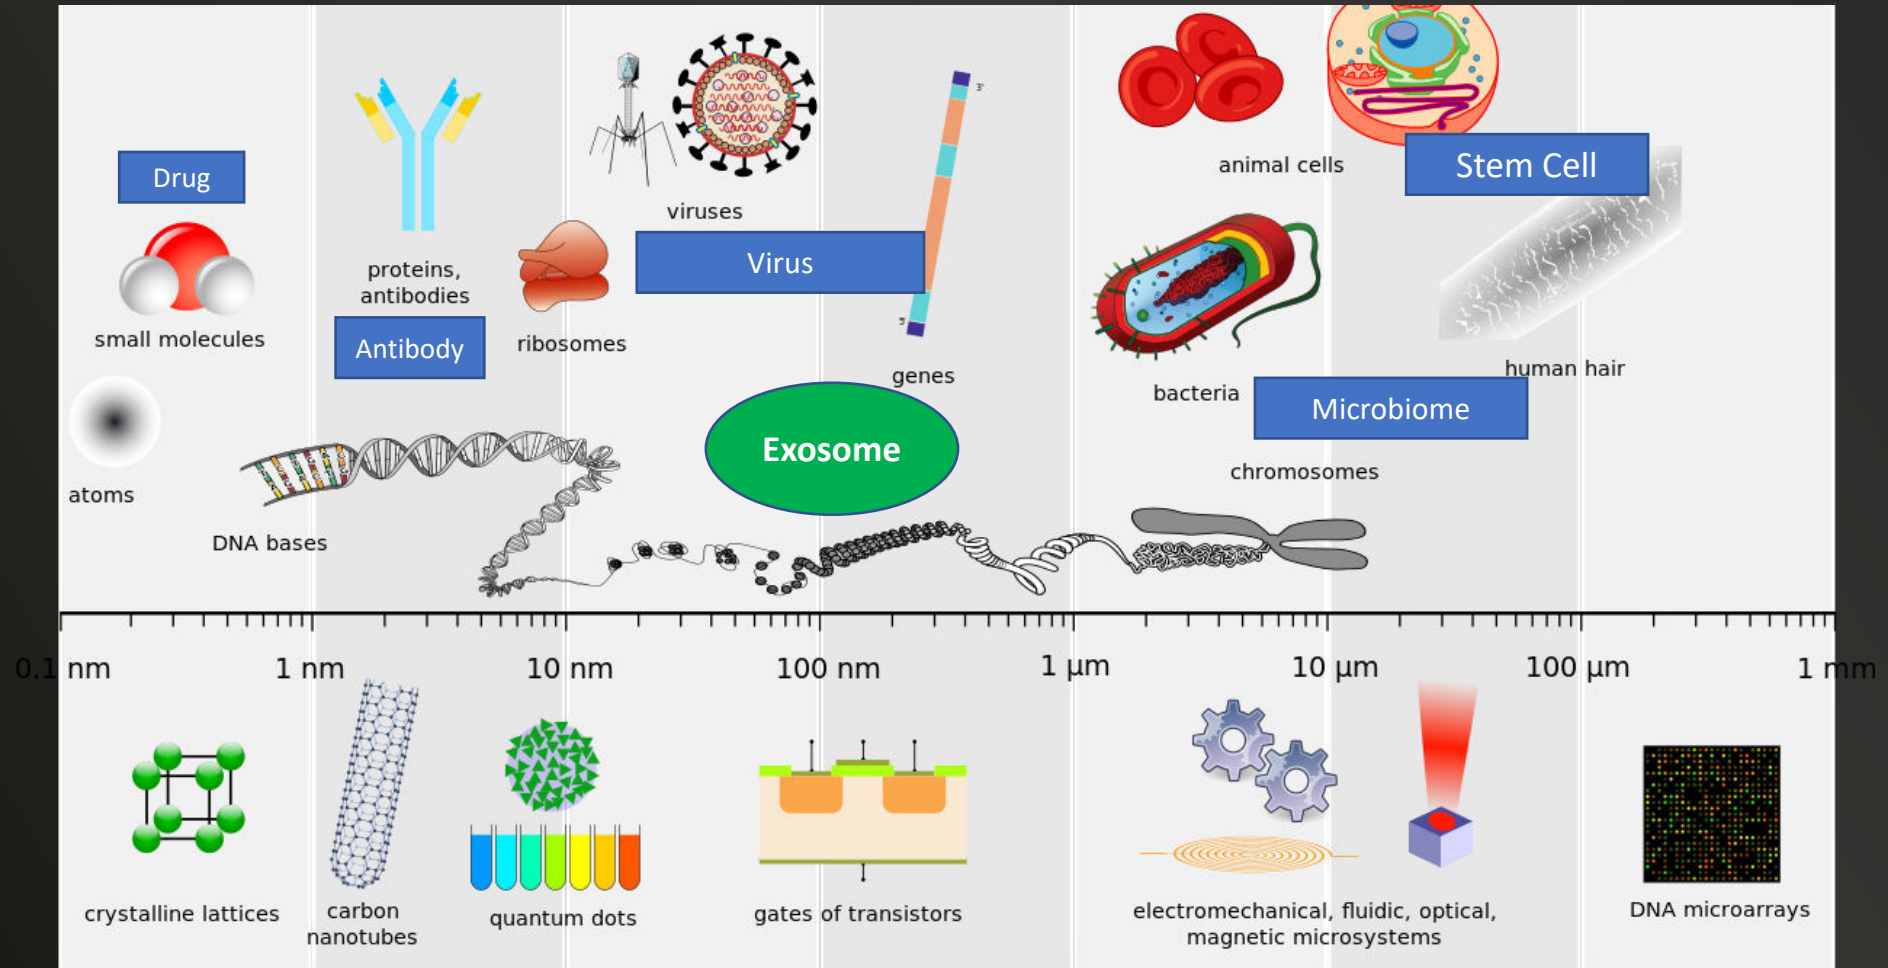 Drug
small molecules
atoms
DNA bases
proteins,
antibodies
Antibody
ribosomes
viruses
Virus
3'
5'
genes
Exosome
animal cells
Stem Cell
bacteria
human hair
Microbiome
chromosomes
0.1 nm
1 nm
10 nm
100 nm
1 µm
10 µm
100 µm
1 mm
crystalline lattices
carbon
nanotubes
quantum dots
gates of transistors
electromechanical, fluidic, optical,
magnetic microsystems
DNA microarrays